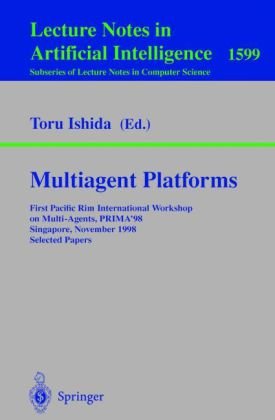 Lecture Notes in
Artificial Intelligence 1599
Subseries of Lecture Notes in Computer Science
Toru Ishida (Ed.)
Multiagent Platforms
First Pacific Rim International Workshop
on Multi-Agents, PRIMA'98
Singapore, November 1998
Selected Papers
Springer